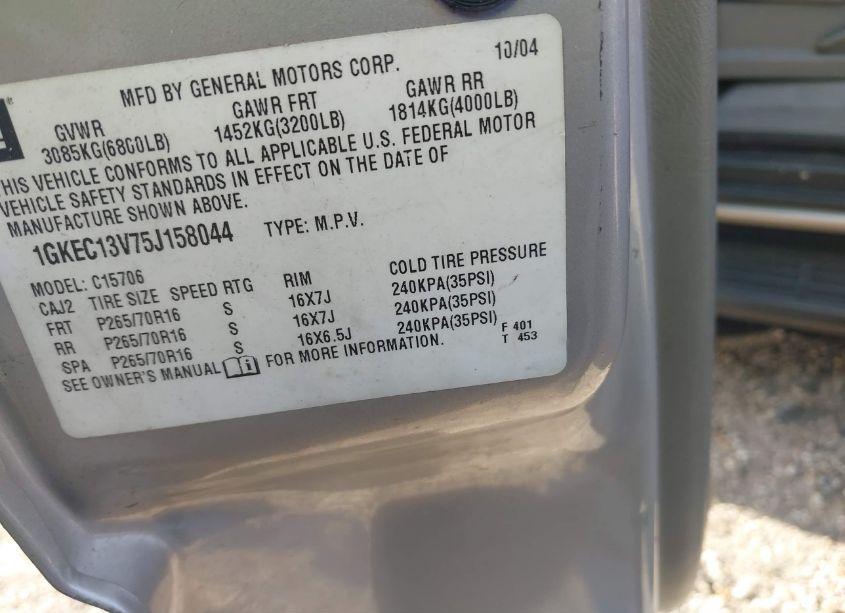 10/04
MFD BY GENERAL MOTORS CORP.
GVWR GAWR FRT GAWR RR
3085KG(6800LB) 1452KG(3200LB) 1814KG(4000LB)
THIS VEHICLE CONFORMS TO ALL APPLICABLE U.S. FEDERAL MOTOR
VEHICLE SAFETY STANDARDS IN EFFECT ON THE DATE OF
MANUFACTURE SHOWN ABOVE.
1GKEC13V75J158044 TYPE: M.P.V.
MODEL: C15706
CAJ2 TIRE SIZE SPEED RTG RIM COLD TIRE PRESSURE
FRT P265/70R16 S 16X7J 240KPA(35PSI)
RR P265/70R16 S 16X7J 240KPA(35PSI)
SPA P265/70R16 S 16X6.5J 240KPA(35PSI)
SEE OWNER'S MANUAL FOR MORE INFORMATION.
F 401
T 453